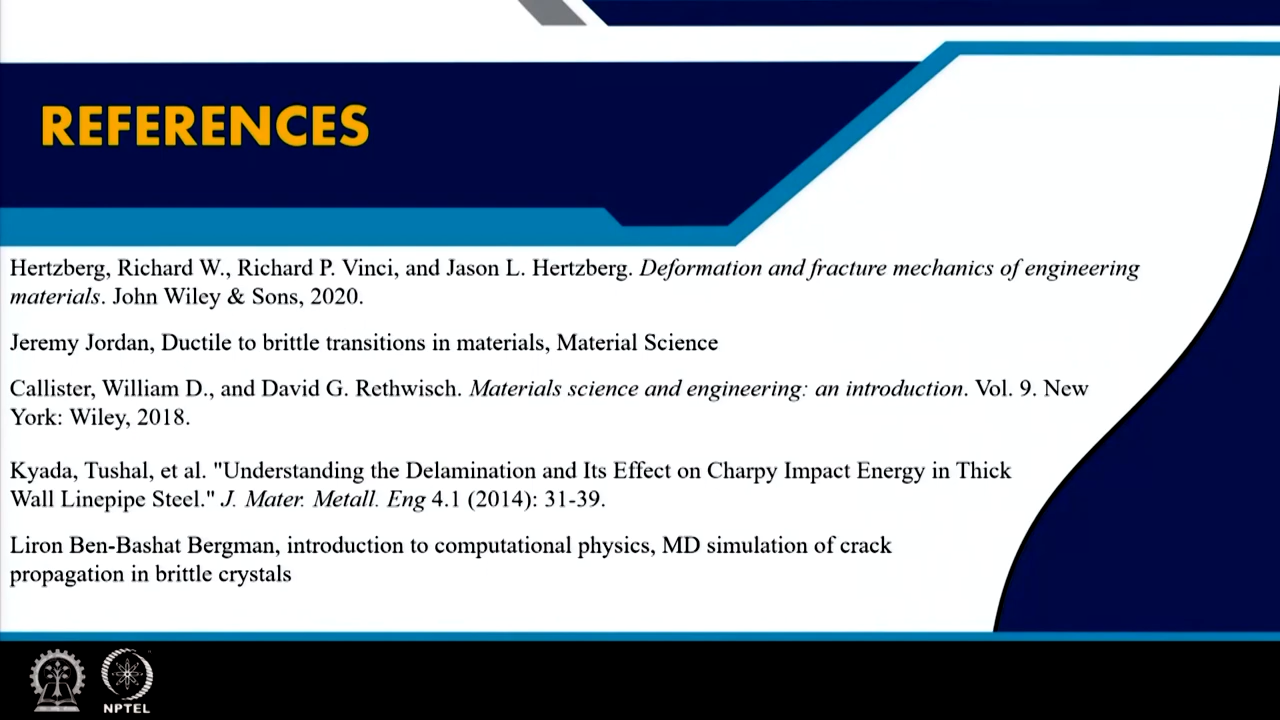 REFERENCES
Hertzberg, Richard W., Richard P. Vinci, and Jason L. Hertzberg. Deformation and fracture mechanics of engineering
materials. John Wiley & Sons, 2020.
Jeremy Jordan, Ductile to brittle transitions in materials, Material Science
Callister, William D., and David G. Rethwisch. Materials science and engineering: an introduction. Vol. 9. New
York: Wiley, 2018.
Kyada, Tushal, et al. "Understanding the Delamination and Its Effect on Charpy Impact Energy in Thick
Wall Linepipe Steel." J. Mater. Metall. Eng 4.1 (2014): 31-39.
Liron Ben-Bashat Bergman, introduction to computational physics, MD simulation of crack
propagation in brittle crystals
NPTEL